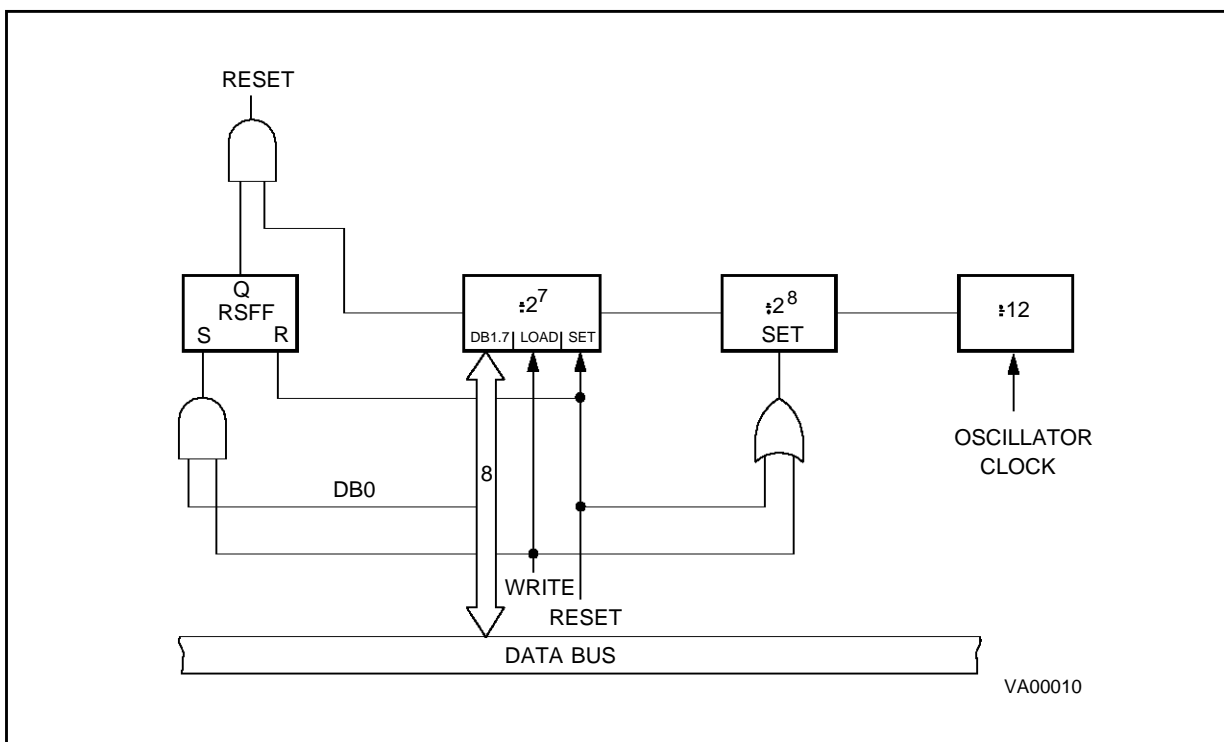 RESET
Q
RSFF
S R
÷2⁷
DB1.7 LOAD SET
÷2⁸
SET
÷12
OSCILLATOR
CLOCK
8
DB0
WRITE
RESET
DATA BUS
VA00010